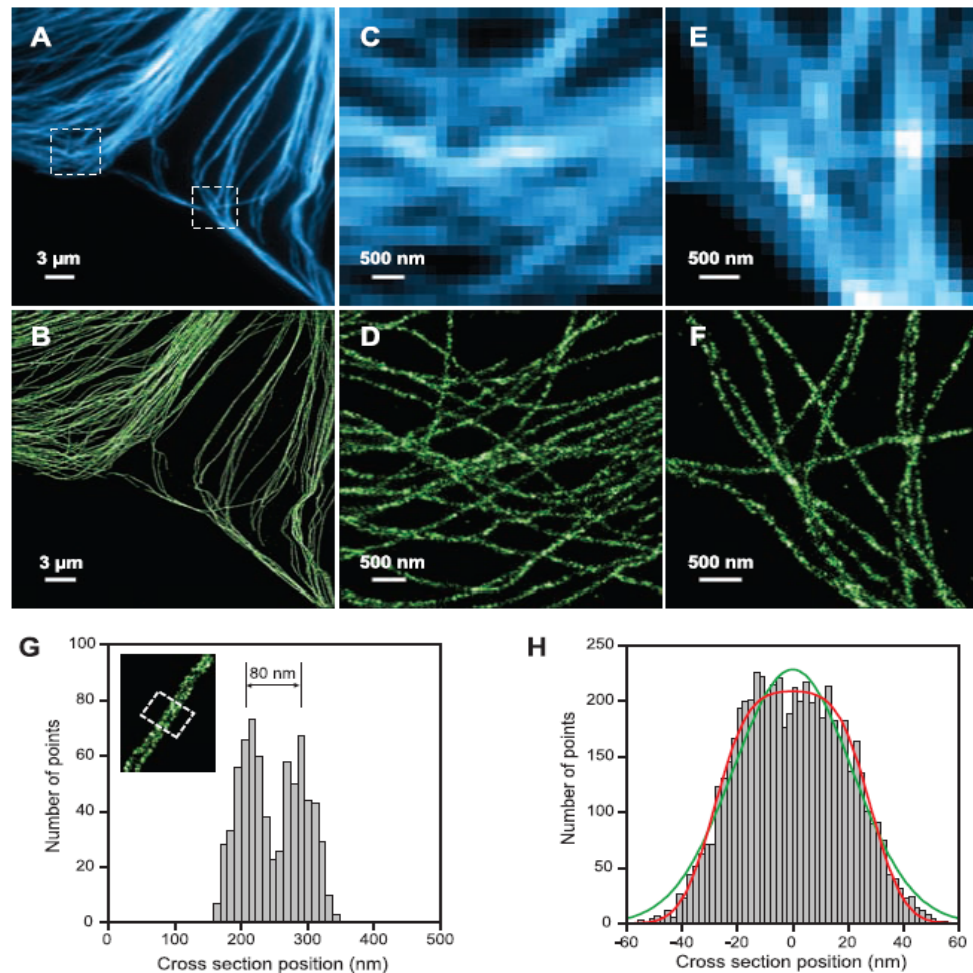 A
3 µm
C
500 nm
E
500 nm
B
3 µm
D
500 nm
F
500 nm
G
100
80
60
40
20
0
Number of points
80 nm
0 100 200 300 400 500
Cross section position (nm)
H
250
200
150
100
50
0
Number of points
-60 -40 -20 0 20 40 60
Cross section position (nm)